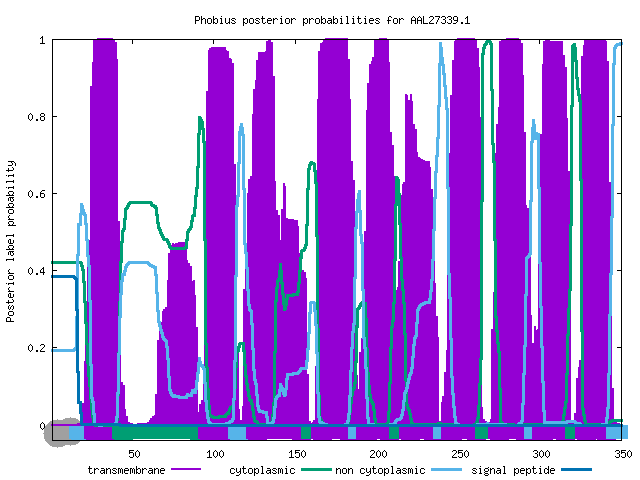 Phobius posterior probabilities for AAL27339.1
1
0.8
0.6
0.4
0.2
0
Posterior label probability
50 100 150 200 250 300 350
transmembrane cytoplasmic non cytoplasmic signal peptide